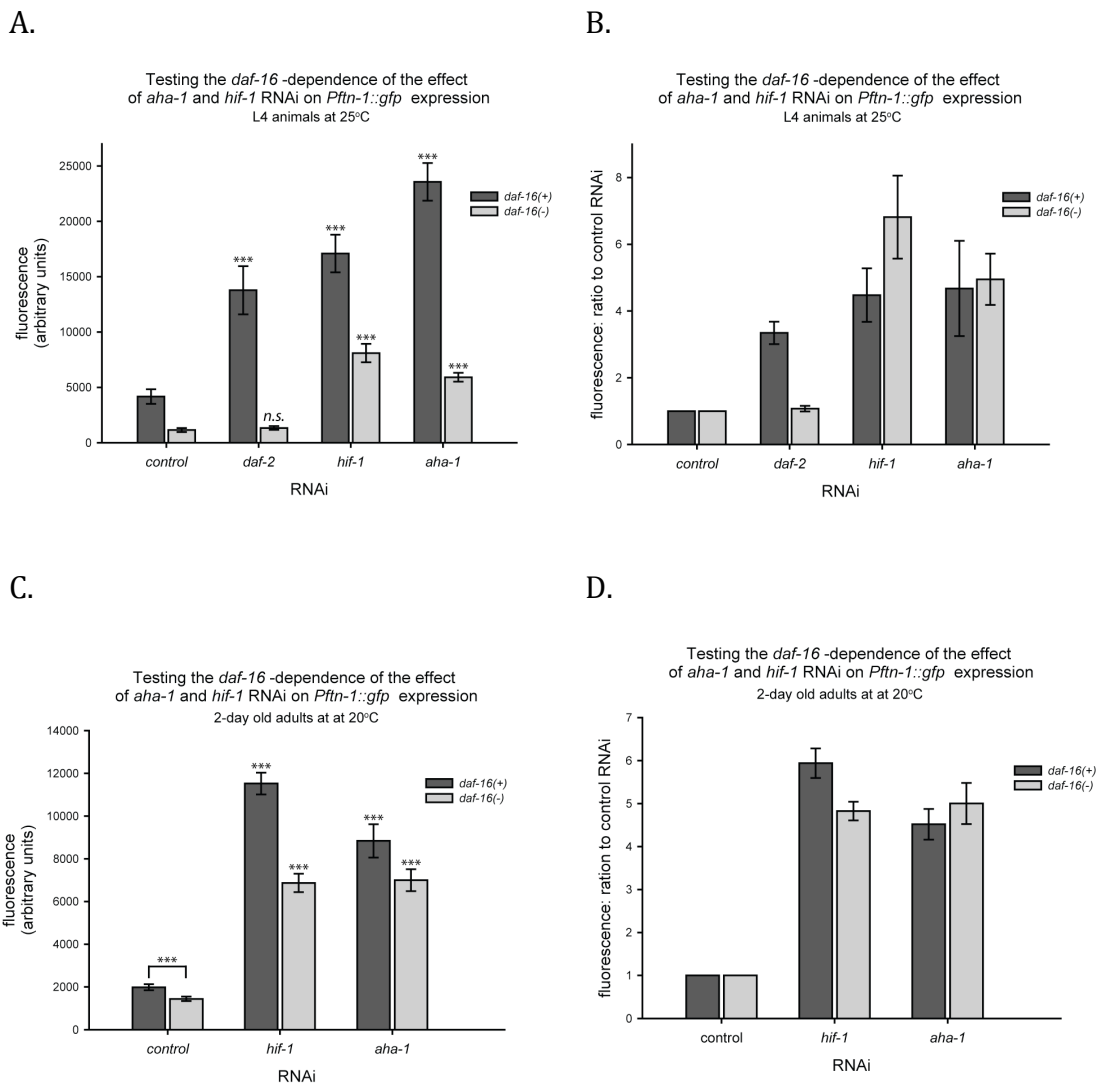 A.
Testing the daf-16 -dependence of the effect
of aha-1 and hif-1 RNAi on Pftn-1::gfp expression
L4 animals at 25°C
fluorescence
(arbitrary units)
25000
20000
15000
10000
5000
0
***
n.s.
***
***
***
***
daf-16(+)
daf-16(-)
control
daf-2
hif-1
aha-1
RNAi
B.
Testing the daf-16 -dependence of the effect
of aha-1 and hif-1 RNAi on Pftn-1::gfp expression
L4 animals at 25°C
fluorescence: ratio to control RNAi
8
6
4
2
0
daf-16(+)
daf-16(-)
control
daf-2
hif-1
aha-1
RNAi
C.
Testing the daf-16 -dependence of the effect
of aha-1 and hif-1 RNAi on Pftn-1::gfp expression
2-day old adults at at 20°C
fluorescence
(arbitrary units)
14000
12000
10000
8000
6000
4000
2000
0
***
***
***
***
***
daf-16(+)
daf-16(-)
control
hif-1
aha-1
RNAi
D.
Testing the daf-16 -dependence of the effect
of aha-1 and hif-1 RNAi on Pftn-1::gfp expression
2-day old adults at at 20°C
fluorescence: ration to control RNAi
7
6
5
4
3
2
1
0
daf-16(+)
daf-16(-)
control
hif-1
aha-1
RNAi